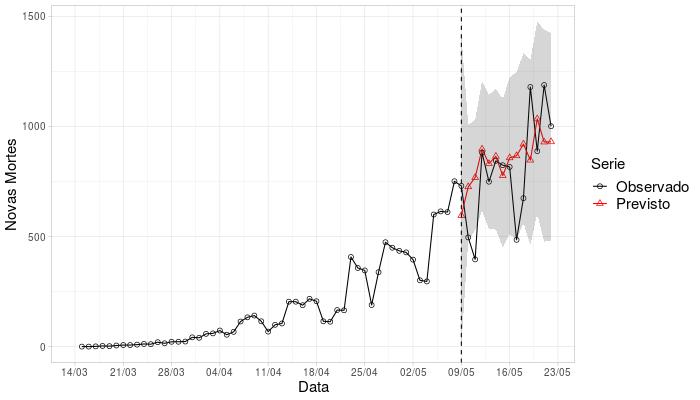 1500
1000
500
0
Novas Mortes
14/03 21/03 28/03 04/04 11/04 18/04 25/04 02/05 09/05 16/05 23/05
Data
Serie
Observado
Previsto